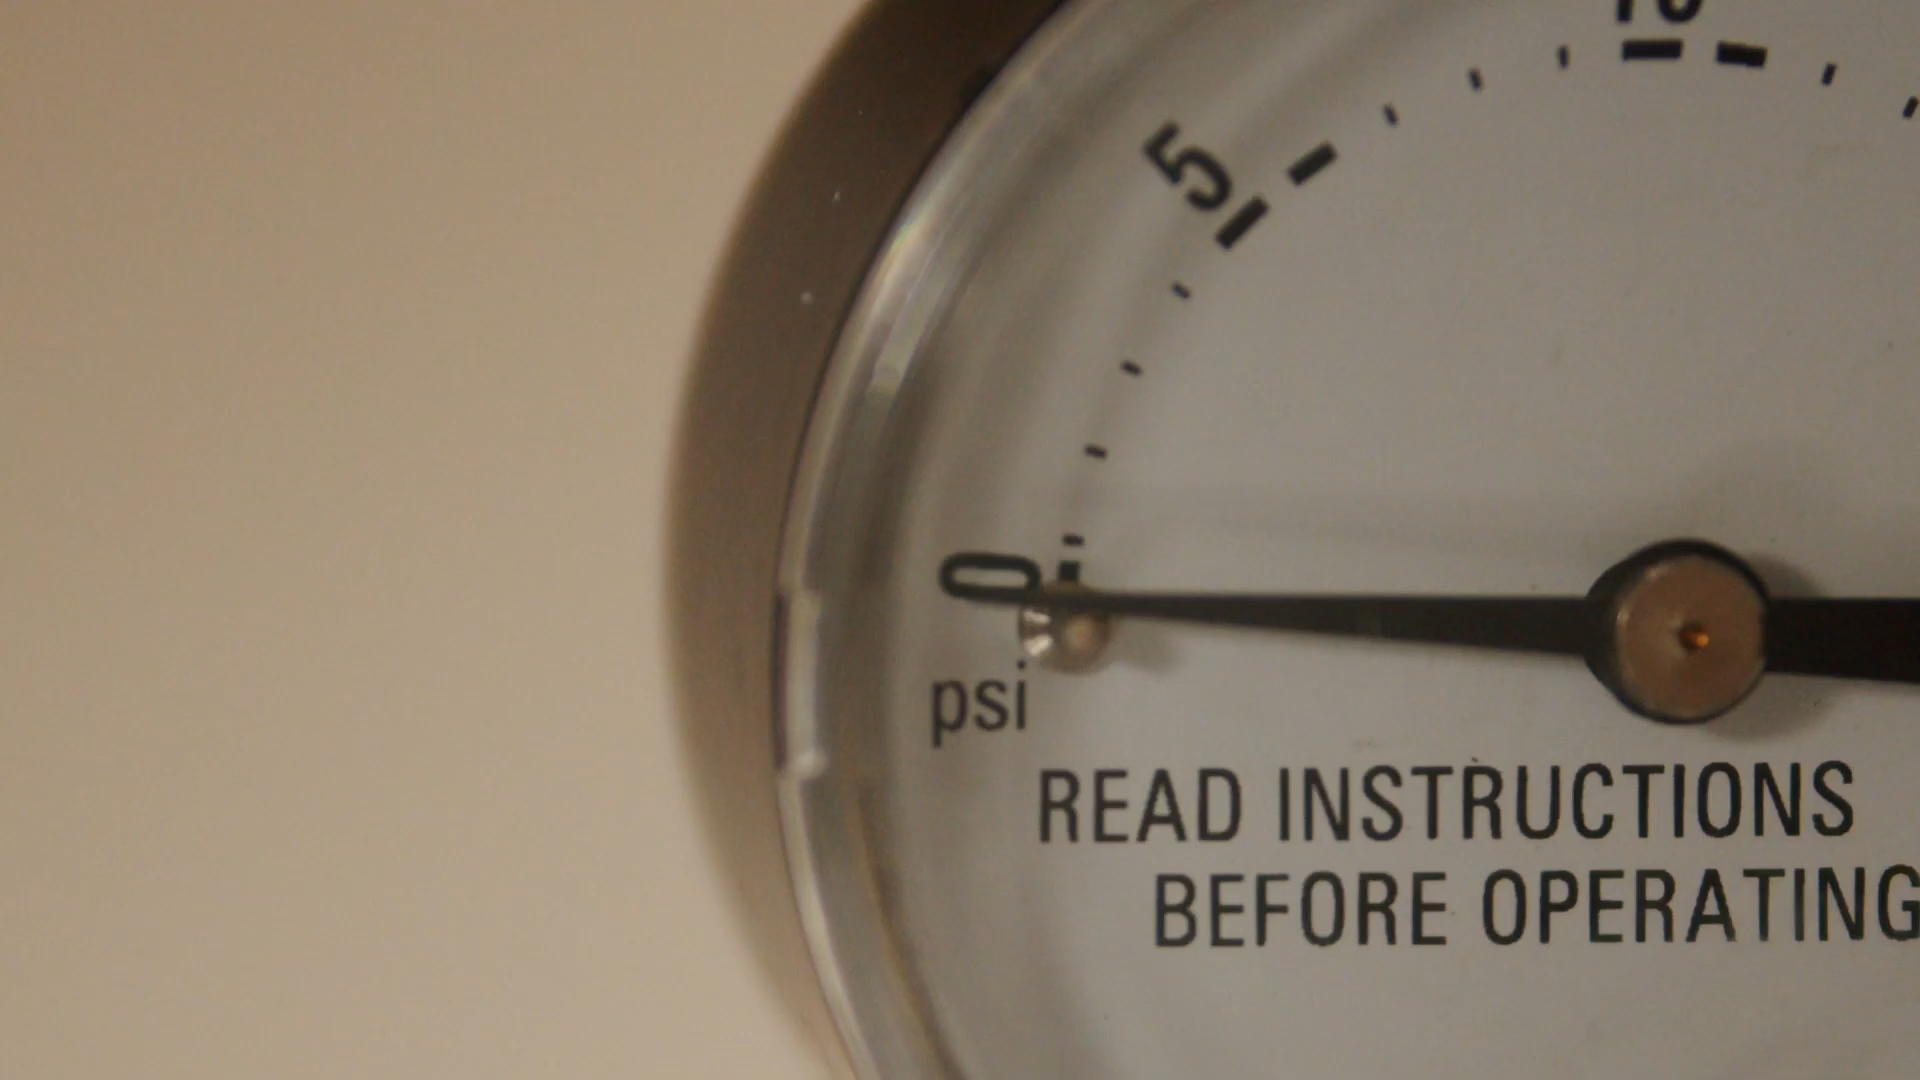 5
0
psi
READ INSTRUCTIONS
BEFORE OPERATING